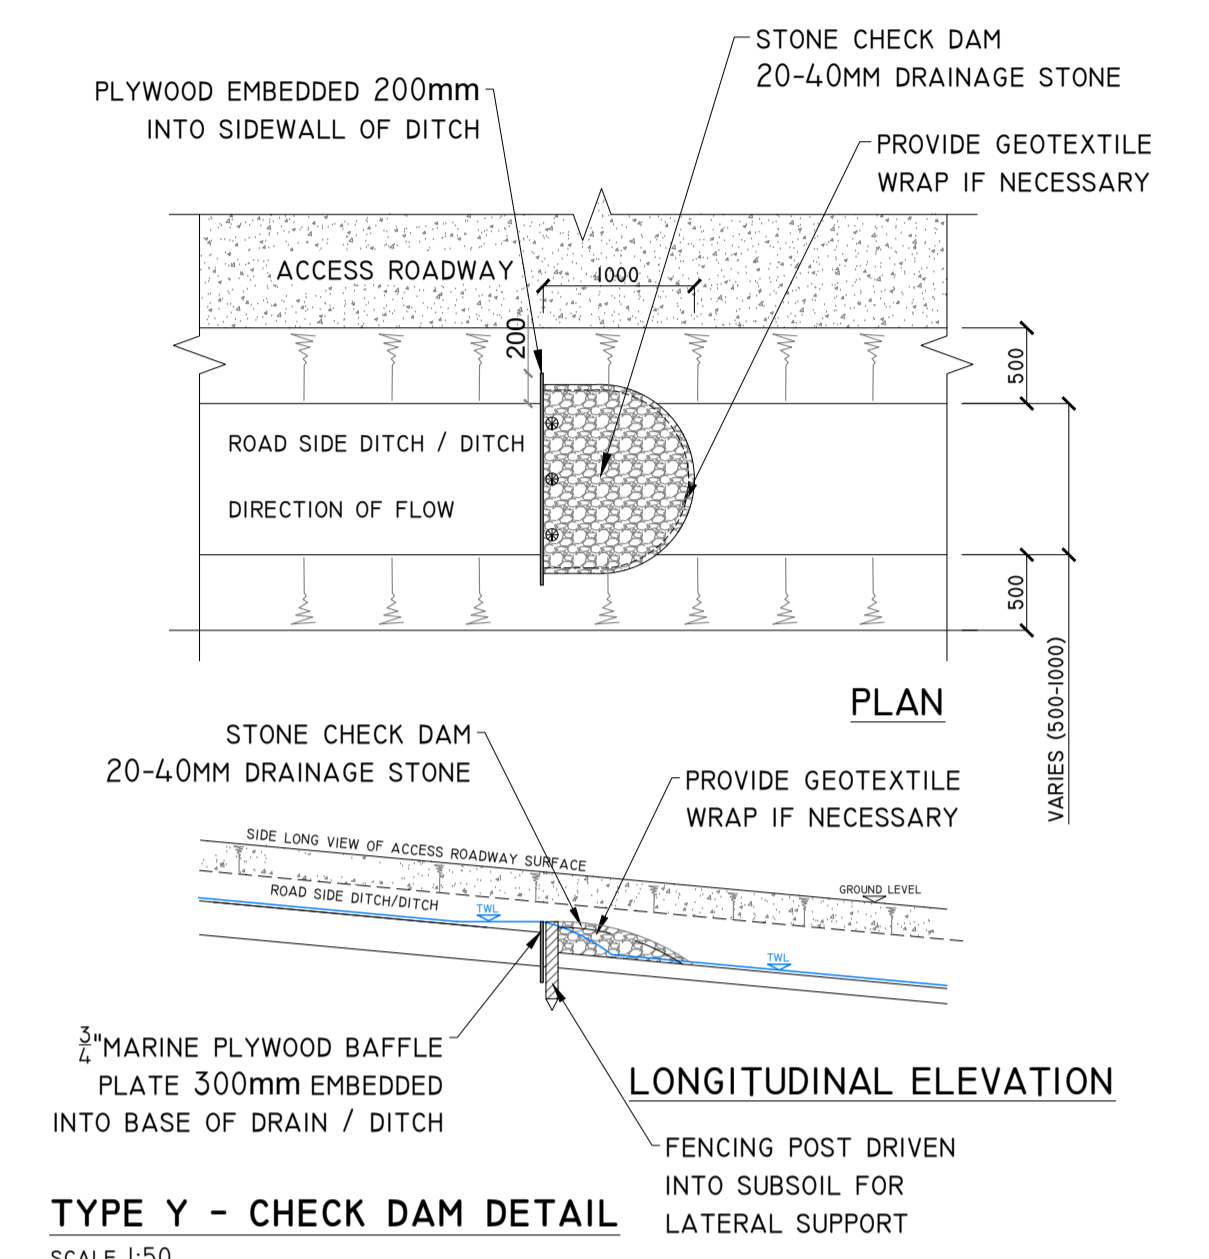 STONE CHECK DAM
20-40MM DRAINAGE STONE
PLYWOOD EMBEDDED 200mm
INTO SIDEWALL OF DITCH
PROVIDE GEOTEXTILE
WRAP IF NECESSARY
ACCESS ROADWAY
1000
200
500
ROAD SIDE DITCH / DITCH
DIRECTION OF FLOW
500
VARIES (500-1000)
PLAN
STONE CHECK DAM
20-40MM DRAINAGE STONE
PROVIDE GEOTEXTILE
WRAP IF NECESSARY
SIDE LONG VIEW OF ACCESS ROADWAY SURFACE
GROUND LEVEL
ROAD SIDE DITCH/DITCH
TWL
TWL
3/4"MARINE PLYWOOD BAFFLE
PLATE 300mm EMBEDDED
INTO BASE OF DRAIN / DITCH
LONGITUDINAL ELEVATION
FENCING POST DRIVEN
INTO SUBSOIL FOR
LATERAL SUPPORT
TYPE Y - CHECK DAM DETAIL
SCALE 1:50